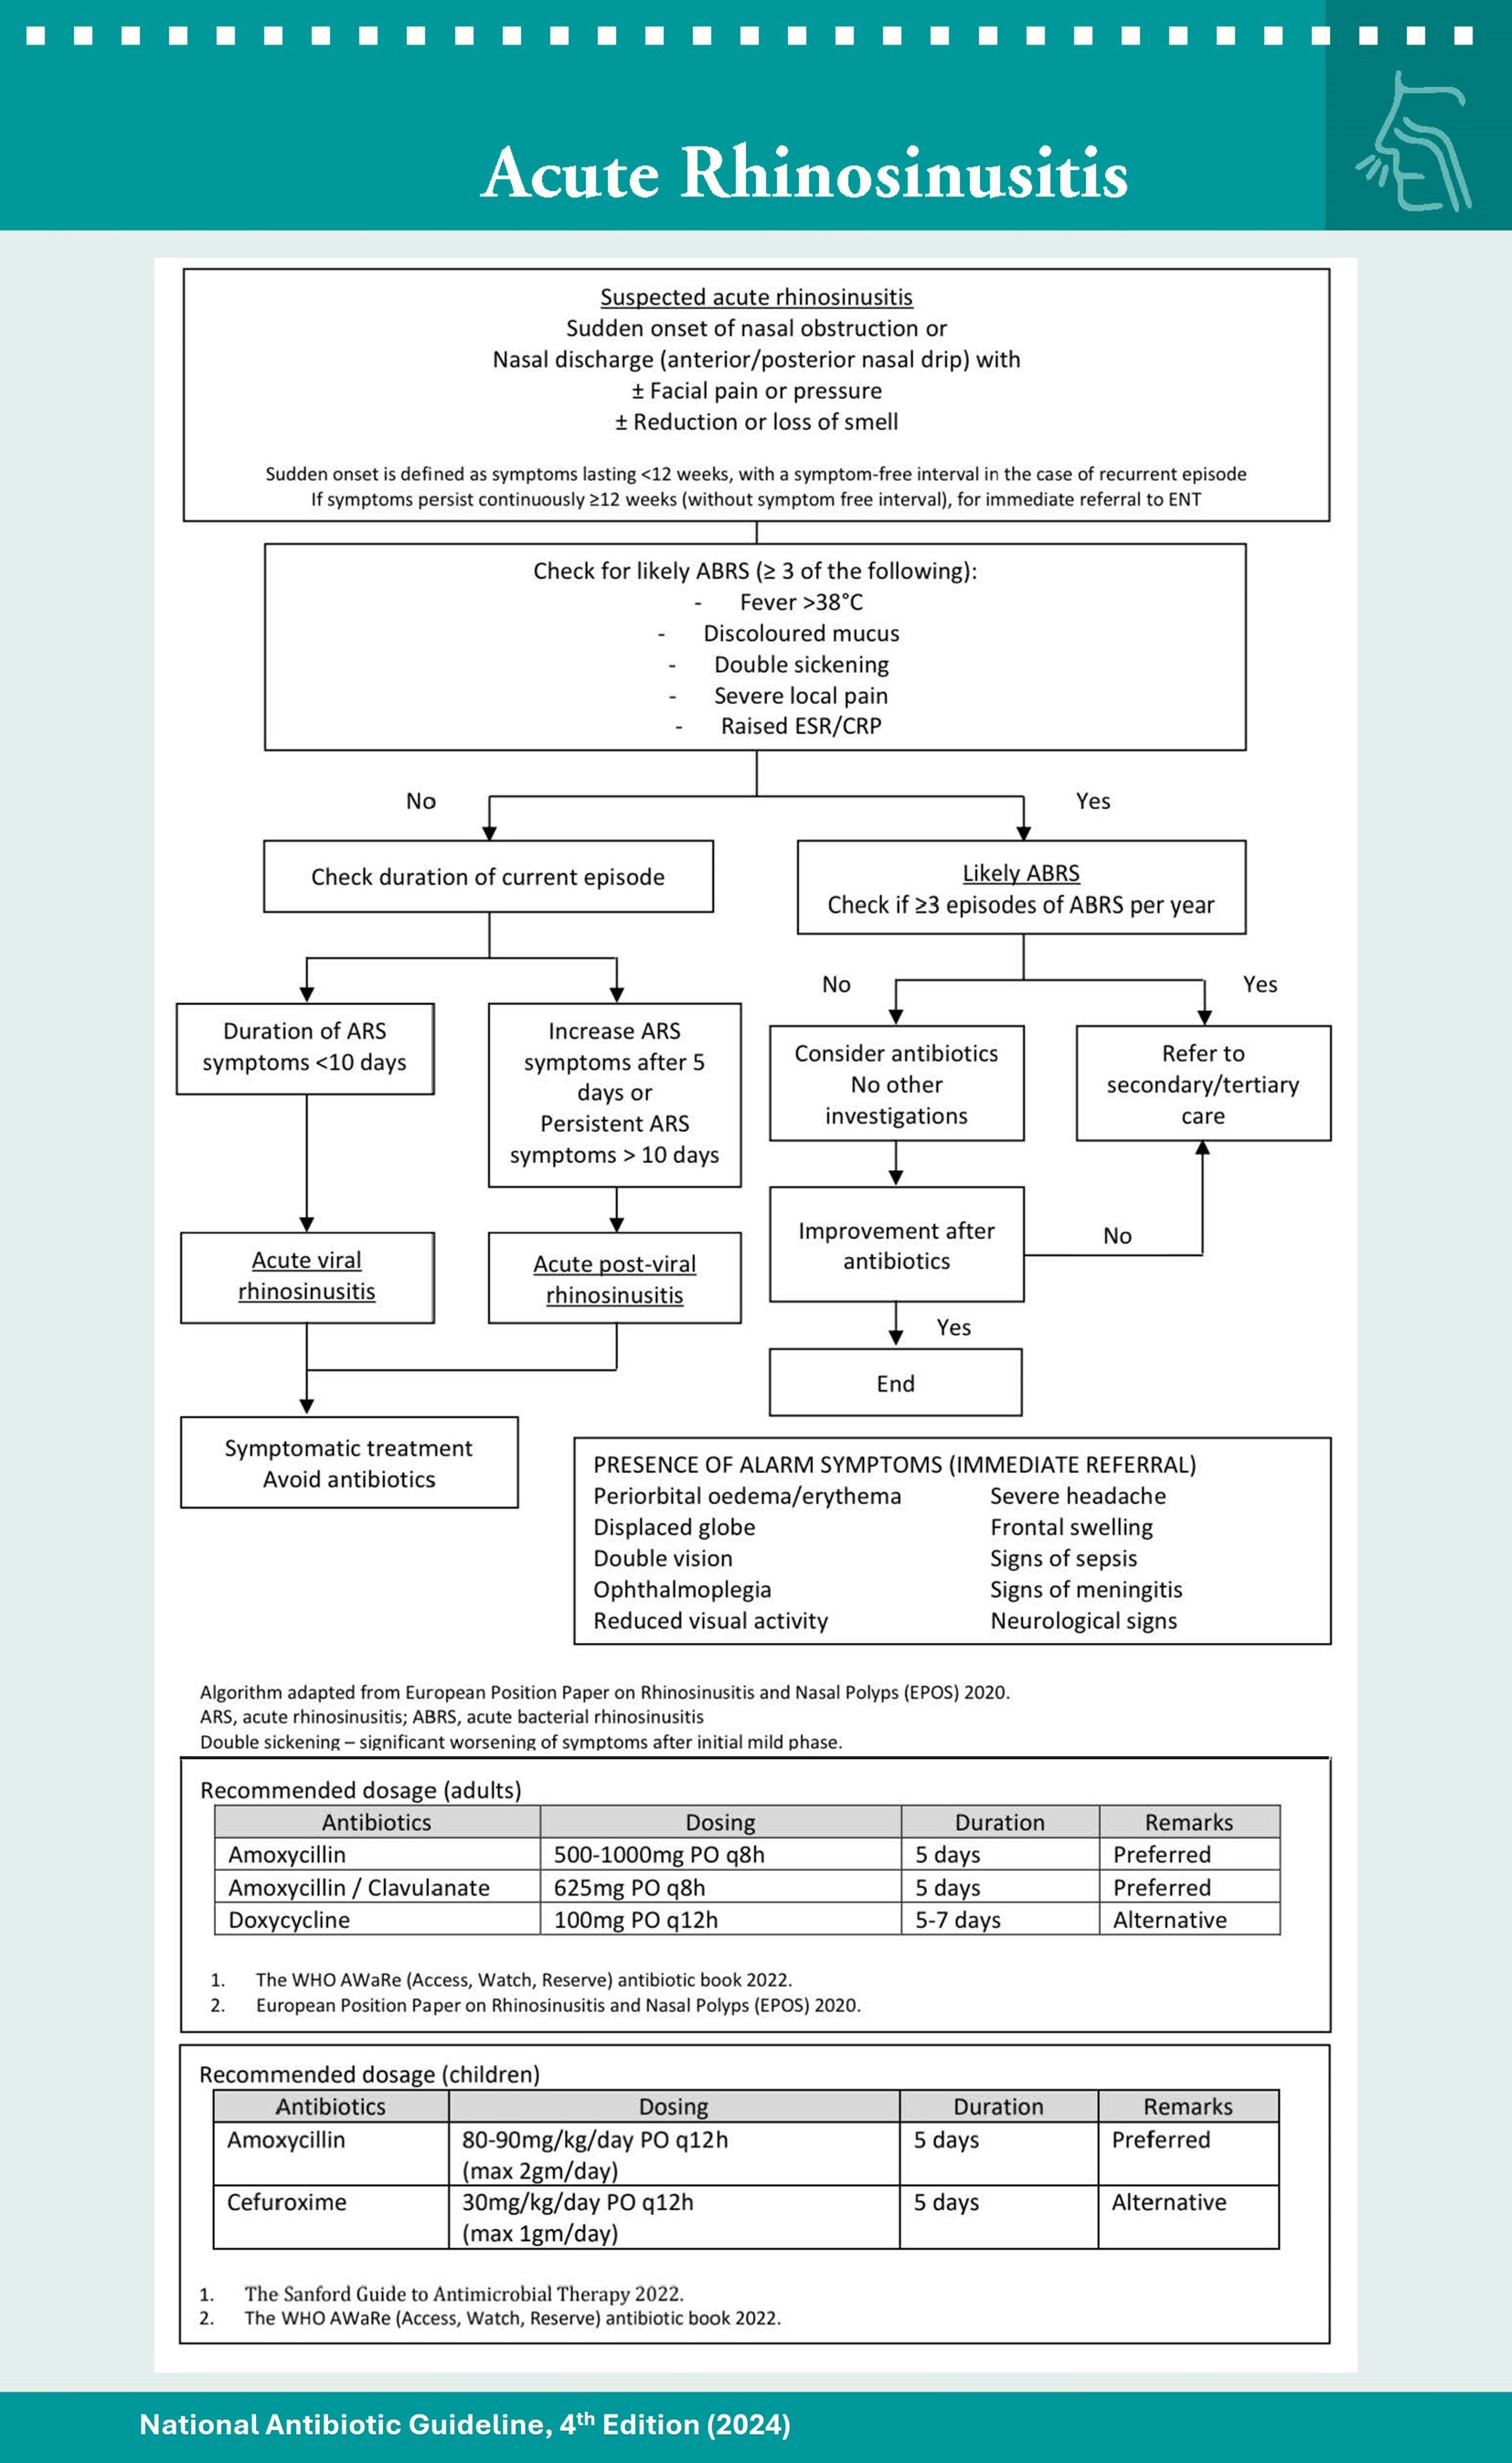 Acute Rhinosinusitis
Suspected acute rhinosinusitis
Sudden onset of nasal obstruction or
Nasal discharge (anterior/posterior nasal drip) with
± Facial pain or pressure
± Reduction or loss of smell
Sudden onset is defined as symptoms lasting <12 weeks, with a symptom-free interval in the case of recurrent episode
If symptoms persist continuously ≥12 weeks (without symptom free interval), for immediate referral to ENT
Check for likely ABRS (≥ 3 of the following):
- Fever >38°C
- Discoloured mucus
- Double sickening
- Severe local pain
- Raised ESR/CRP
No
Yes
Check duration of current episode
Likely ABRS
Check if ≥3 episodes of ABRS per year
No
Yes
Duration of ARS
symptoms <10 days
Increase ARS
symptoms after 5
days or
Persistent ARS
symptoms > 10 days
Consider antibiotics
No other
investigations
Refer to
secondary/tertiary
care
Acute viral
rhinosinusitis
Acute post-viral
rhinosinusitis
Improvement after
antibiotics
No
Yes
End
Symptomatic treatment
Avoid antibiotics
PRESENCE OF ALARM SYMPTOMS (IMMEDIATE REFERRAL)
Periorbital oedema/erythema Severe headache
Displaced globe Frontal swelling
Double vision Signs of sepsis
Ophthalmoplegia Signs of meningitis
Reduced visual activity Neurological signs
Algorithm adapted from European Position Paper on Rhinosinusitis and Nasal Polyps (EPOS) 2020.
ARS, acute rhinosinusitis; ABRS, acute bacterial rhinosinusitis
Double sickening – significant worsening of symptoms after initial mild phase.
Recommended dosage (adults)
Antibiotics Dosing Duration Remarks
Amoxycillin 500-1000mg PO q8h 5 days Preferred
Amoxycillin / Clavulanate 625mg PO q8h 5 days Preferred
Doxycycline 100mg PO q12h 5-7 days Alternative
1. The WHO AWaRe (Access, Watch, Reserve) antibiotic book 2022.
2. European Position Paper on Rhinosinusitis and Nasal Polyps (EPOS) 2020.
Recommended dosage (children)
Antibiotics Dosing Duration Remarks
Amoxycillin 80-90mg/kg/day PO q12h 5 days Preferred
(max 2gm/day)
Cefuroxime 30mg/kg/day PO q12h 5 days Alternative
(max 1gm/day)
1. The Sanford Guide to Antimicrobial Therapy 2022.
2. The WHO AWaRe (Access, Watch, Reserve) antibiotic book 2022.
National Antibiotic Guideline, 4th Edition (2024)